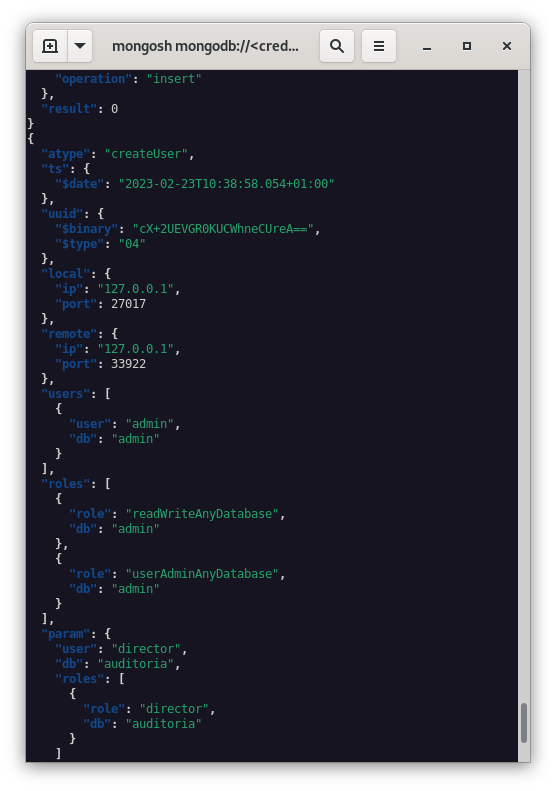 mongosh mongodb://<cred...
    "operation": "insert"
  },
  "result": 0
}
{
  "atype": "createUser",
  "ts": {
    "$date": "2023-02-23T10:38:58.054+01:00"
  },
  "uuid": {
    "$binary": "cX+2UEVGR0KUCWhneCUreA==",
    "$type": "04"
  },
  "local": {
    "ip": "127.0.0.1",
    "port": 27017
  },
  "remote": {
    "ip": "127.0.0.1",
    "port": 33922
  },
  "users": [
    {
      "user": "admin",
      "db": "admin"
    }
  ],
  "roles": [
    {
      "role": "readWriteAnyDatabase",
      "db": "admin"
    },
    {
      "role": "userAdminAnyDatabase",
      "db": "admin"
    }
  ],
  "param": {
    "user": "director",
    "db": "auditoria",
    "roles": [
      {
        "role": "director",
        "db": "auditoria"
      }
    ]